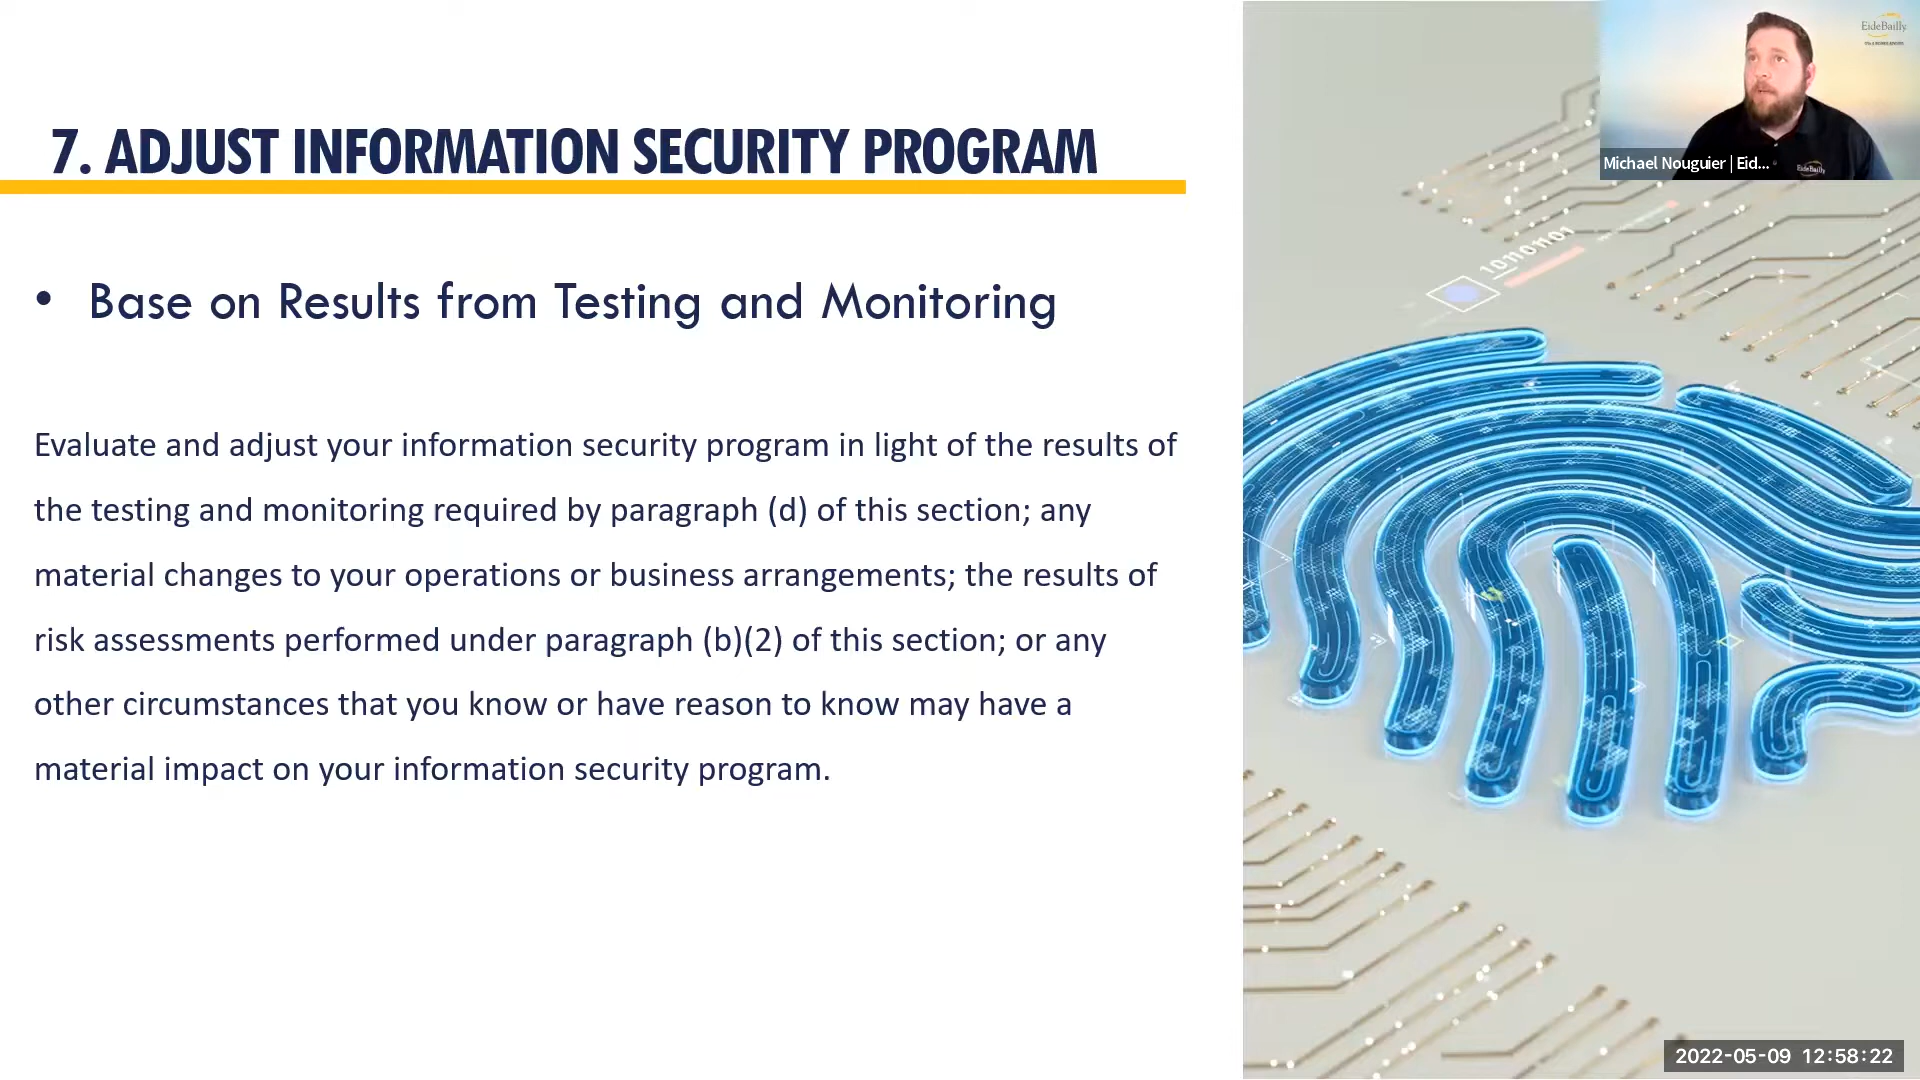 7. ADJUST INFORMATION SECURITY PROGRAM
• Base on Results from Testing and Monitoring
Evaluate and adjust your information security program in light of the results of
the testing and monitoring required by paragraph (d) of this section; any
material changes to your operations or business arrangements; the results of
risk assessments performed under paragraph (b)(2) of this section; or any
other circumstances that you know or have reason to know may have a
material impact on your information security program.
EideBailly
Michael Nouguier | Eid...
EideBailly
101101101
2022-05-09 12:58:22